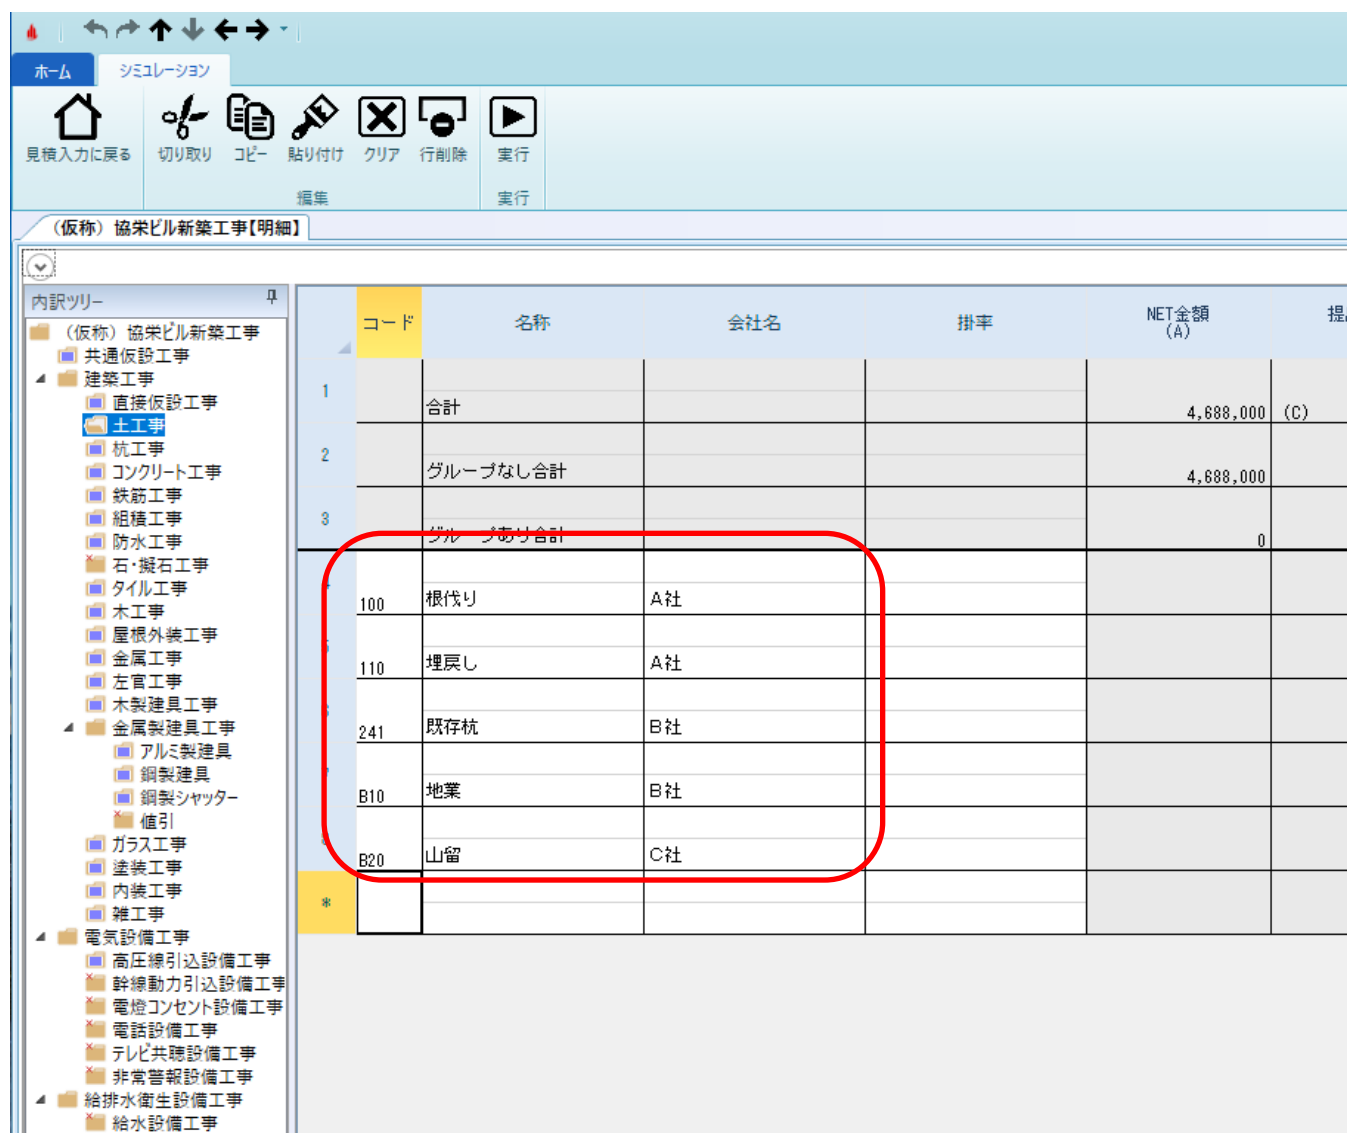 ホーム シミュレーション
見積入力に戻る 切り取り コピー 貼り付け クリア 行削除 実行
編集 実行
（仮称）協栄ビル新築工事【明細】
内訳ツリー
（仮称）協栄ビル新築工事
共通仮設工事
建築工事
直接仮設工事
土工事
杭工事
コンクリート工事
鉄筋工事
組積工事
防水工事
石・擬石工事
タイル工事
木工事
屋根外装工事
金属工事
左官工事
木製建具工事
金属製建具工事
アルミ製建具
鋼製建具
鋼製シャッター
値引
ガラス工事
塗装工事
内装工事
雑工事
電気設備工事
高圧線引込設備工事
幹線動力引込設備工事
電燈コンセント設備工事
電話設備工事
テレビ共聴設備工事
非常警報設備工事
給排水衛生設備工事
給水設備工事
コード 名称 会社名 掛率 NET金額
(A)
1 合計 4,688,000 (C)
2 グループなし合計 4,688,000
3 グループあり合計 0
100 根伐り A社
110 埋戻し A社
241 既存杭 B社
B10 地業 B社
B20 山留 C社
*